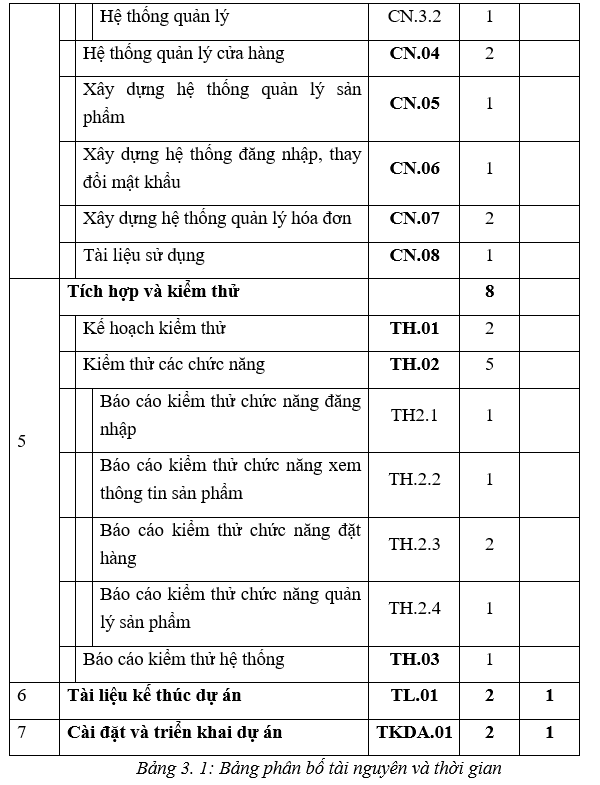 Hệ thống quản lý CN.3.2 1
Hệ thống quản lý cửa hàng CN.04 2
Xây dựng hệ thống quản lý sản
phẩm CN.05 1
Xây dựng hệ thống đăng nhập, thay
đổi mật khẩu CN.06 1
Xây dựng hệ thống quản lý hóa đơn CN.07 2
Tài liệu sử dụng CN.08 1
5 Tích hợp và kiểm thử 8
Kế hoạch kiểm thử TH.01 2
Kiểm thử các chức năng TH.02 5
Báo cáo kiểm thử chức năng đăng
nhập TH2.1 1
Báo cáo kiểm thử chức năng xem
thông tin sản phẩm TH.2.2 1
Báo cáo kiểm thử chức năng đặt
hàng TH.2.3 2
Báo cáo kiểm thử chức năng quản
lý sản phẩm TH.2.4 1
Báo cáo kiểm thử hệ thống TH.03 1
6 Tài liệu kế thúc dự án TL.01 2 1
7 Cài đặt và triển khai dự án TKDA.01 2 1
Bảng 3. 1: Bảng phân bố tài nguyên và thời gian